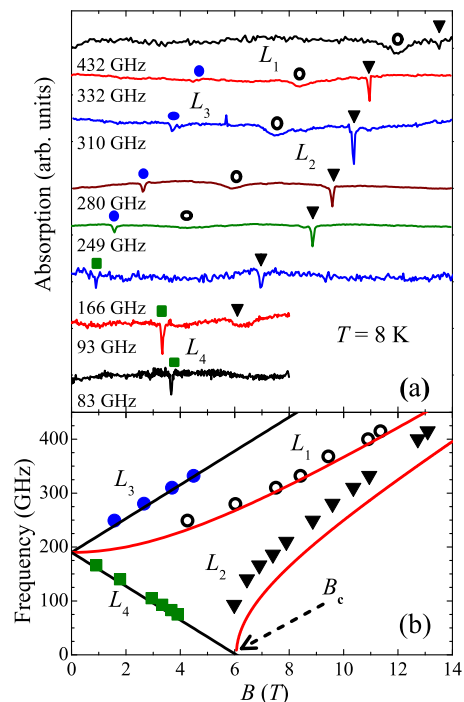 Absorption (arb. units)
432 GHz
L₁
332 GHz
L₃
310 GHz
L₂
280 GHz
249 GHz
166 GHz
93 GHz
T = 8 K
L₄
83 GHz
(a)
Frequency (GHz)
400
300
200
100
0
L₁
L₃
L₂
L₄
Bc
(b)
0 2 4 6 8 10 12 14
B (T)